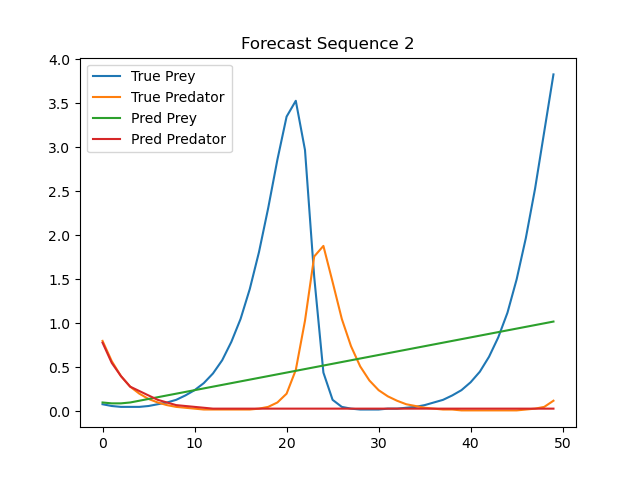 Forecast Sequence 2
True Prey
True Predator
Pred Prey
Pred Predator
4.0
3.5
3.0
2.5
2.0
1.5
1.0
0.5
0.0
0 10 20 30 40 50